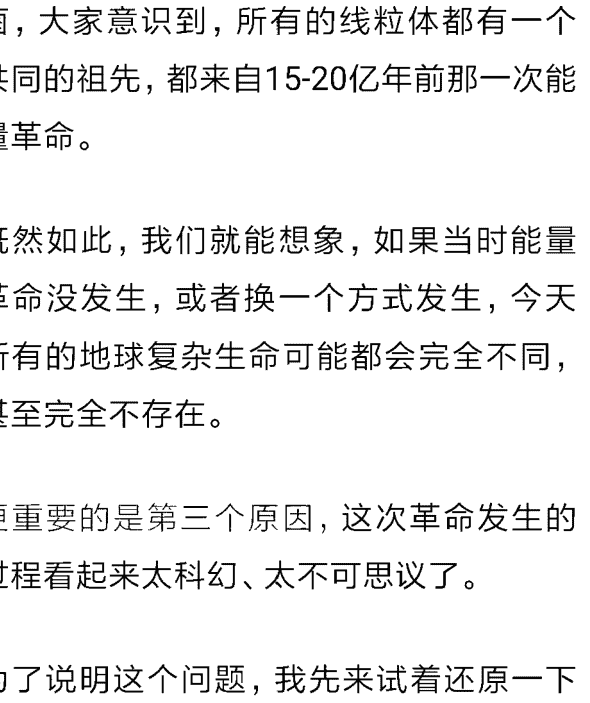 面，大家意识到，所有的线粒体都有一个
共同的祖先，都来自15-20亿年前那一次能
量革命。
既然如此，我们就能想象，如果当时能量
革命没发生，或者换一个方式发生，今天
所有的地球复杂生命可能都会完全不同，
甚至完全不存在。
更重要的是第三个原因，这次革命发生的
过程看起来太科幻、太不可思议了。
为了说明这个问题，我先来试着还原一下